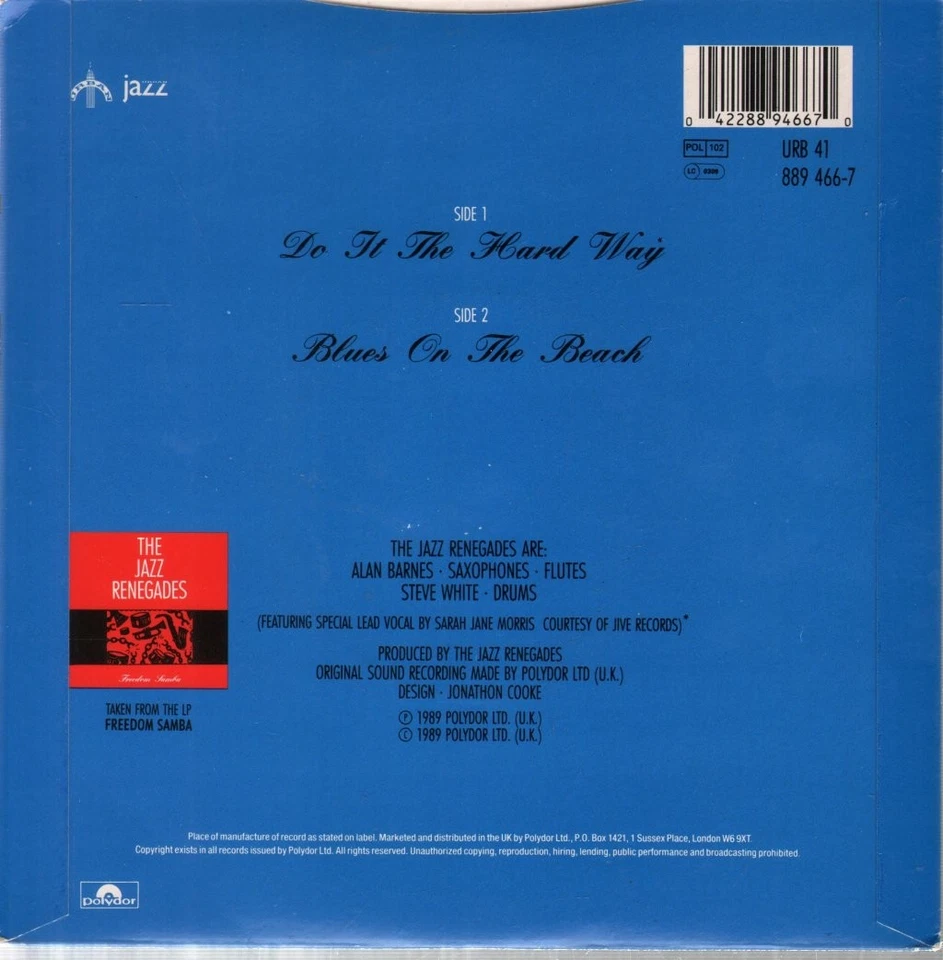 URBAN jazz
0 42288 94667 0
POL 102
URB 41
LC 0309
889 466-7
SIDE 1
Do It The Hard Way
SIDE 2
Blues On The Beach
THE
JAZZ
RENEGADES
Freedom Samba
TAKEN FROM THE LP
FREEDOM SAMBA
THE JAZZ RENEGADES ARE:
ALAN BARNES · SAXOPHONES · FLUTES
STEVE WHITE · DRUMS
(FEATURING SPECIAL LEAD VOCAL BY SARAH JANE MORRIS COURTESY OF JIVE RECORDS)*
PRODUCED BY THE JAZZ RENEGADES
ORIGINAL SOUND RECORDING MADE BY POLYDOR LTD (U.K.)
DESIGN · JONATHON COOKE
℗ 1989 POLYDOR LTD. (U.K.)
© 1989 POLYDOR LTD. (U.K.)
Place of manufacture of record as stated on label. Marketed and distributed in the UK by Polydor Ltd., P.O. Box 1421, 1 Sussex Place, London W6 9XT.
Copyright exists in all records issued by Polydor Ltd. All rights reserved. Unauthorized copying, reproduction, hiring, lending, public performance and broadcasting prohibited.
polydor